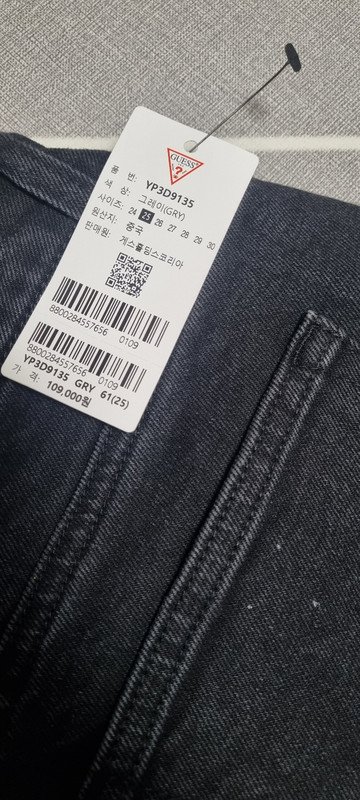 GUESS
?
품 번: YP3D9135
색 상: 그레이(GRY)
사이즈: 24 25 26 27 28 29 30
원산지: 중국
판매원: 게스홀딩스코리아
8800284557656 0109
8800284557656 0109
YP3D9135 GRY 61(25)
가 격: 109,000원